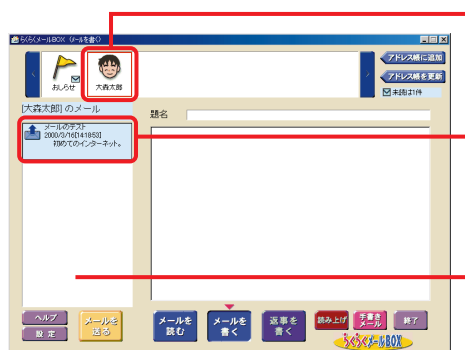 らくらくメールBOX (メールを書く)
おしらせ
大森太郎
アドレス帳に追加
アドレス帳を更新
未読は1件
[大森太郎] のメール
題名
メールのテスト
2000/3/16[14:18:53]
初めてのインターネット。
ヘルプ
設定
メールを
送る
メールを
読む
メールを
書く
返事を
書く
読み上げ
手書き
メール
終了
らくらくメールBOX